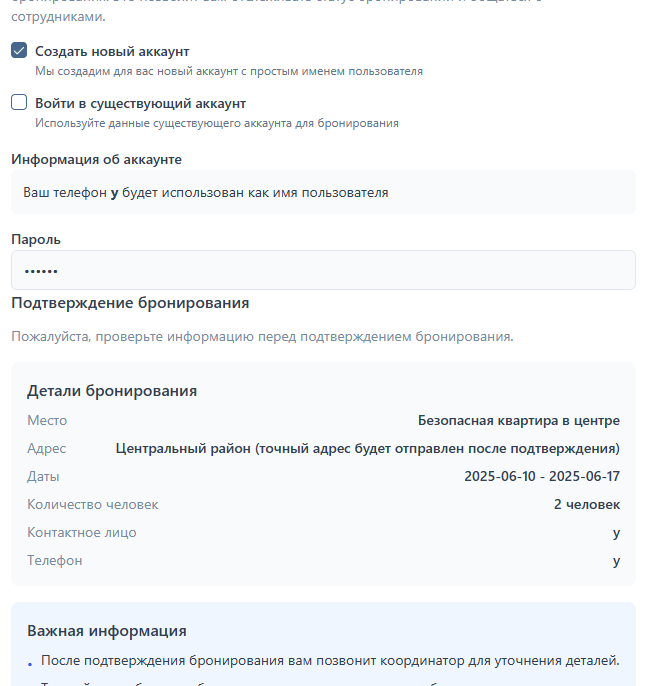 сотрудниками.
Создать новый аккаунт
Мы создадим для вас новый аккаунт с простым именем пользователя
Войти в существующий аккаунт
Используйте данные существующего аккаунта для бронирования
Информация об аккаунте
Ваш телефон y будет использован как имя пользователя
Пароль
••••••
Подтверждение бронирования
Пожалуйста, проверьте информацию перед подтверждением бронирования.
Детали бронирования
Место Безопасная квартира в центре
Адрес Центральный район (точный адрес будет отправлен после подтверждения)
Даты 2025-06-10 - 2025-06-17
Количество человек 2 человек
Контактное лицо y
Телефон y
Важная информация
• После подтверждения бронирования вам позвонит координатор для уточнения деталей.